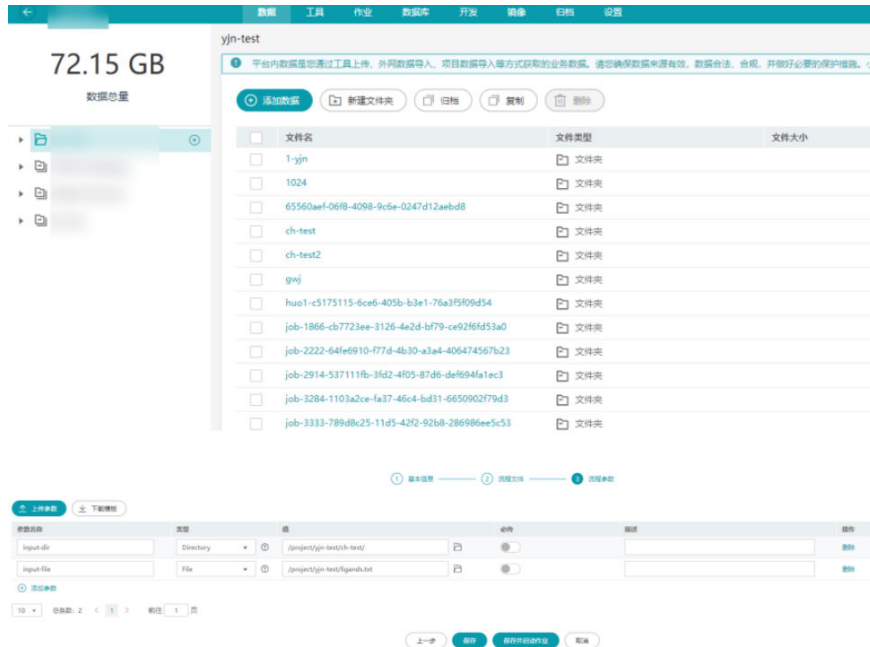 数据 工具 作业 数据库 开发 镜像 归档 设置
yjn-test
平台内数据是您通过工具上传、外网数据导入、项目数据导入等方式获取的业务数据。请您确保数据来源有效，数据合法、合规，并做好必要的保护措施。
72.15 GB
数据总量
添加数据 新建文件夹 归档 复制 删除
文件名 文件类型 文件大小
1-yjn 文件夹
1024 文件夹
65560aef-06f8-4098-9c6e-0247d12aebd8 文件夹
ch-test 文件夹
ch-test2 文件夹
gwj 文件夹
huo1-c5175115-6ce6-405b-b3e1-76a3f5f09d54 文件夹
job-1866-cb7723ee-3126-4e2d-bf79-ce92f6fd53a0 文件夹
job-2222-64fe6910-f77d-4b30-a3a4-406474567b23 文件夹
job-2914-537111fb-3fd2-4f05-87d6-def694fa1ec3 文件夹
job-3284-1103a2ce-fa37-46c4-bd31-6650902f79d3 文件夹
job-3333-789d8c25-11d5-42f2-92b8-286986ee5c53 文件夹
1 基本信息 2 流程文件 3 流程参数
上传参数 下载模板
参数名称 类型 值 必传 描述 操作
input-dir Directory /project/yjn-test/ch-test/ 删除
input-file File /project/yjn-test/ligands.txt 删除
添加参数
10 总条数: 2 < 1 > 前往 1 页
上一步 保存 保存并启动作业 取消